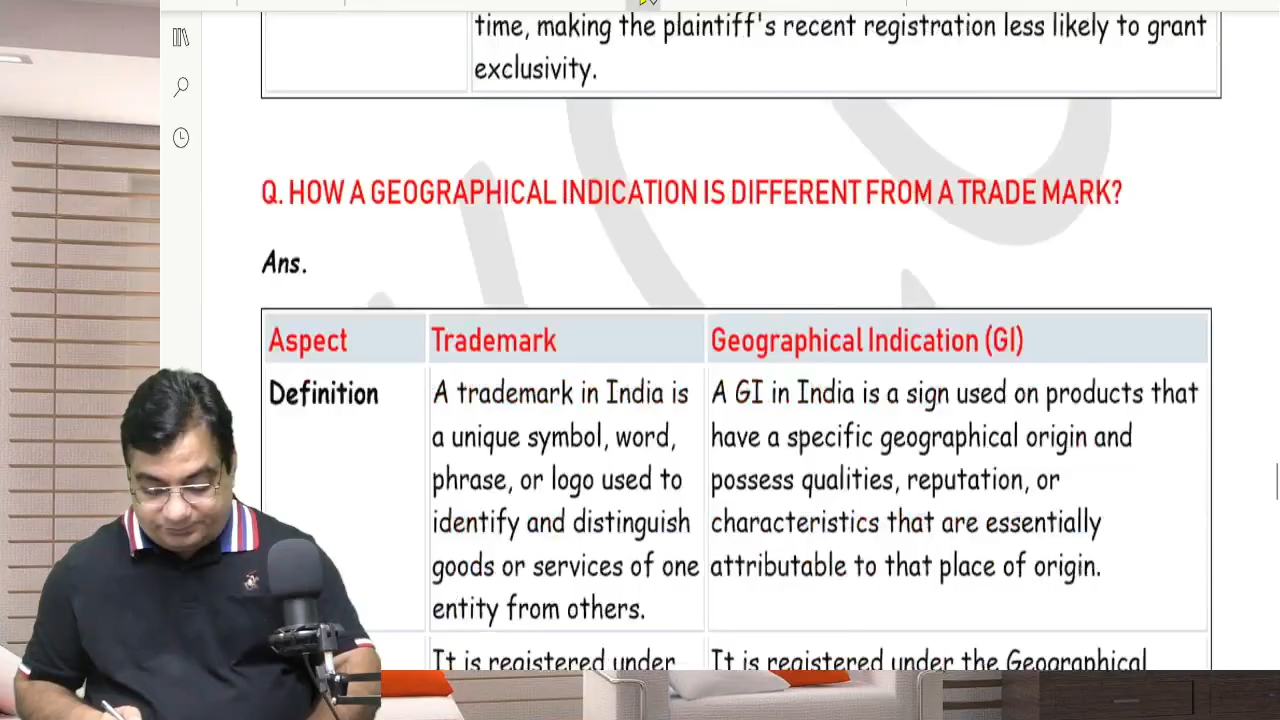 time, making the plaintiff's recent registration less likely to grant
exclusivity.
Q. HOW A GEOGRAPHICAL INDICATION IS DIFFERENT FROM A TRADE MARK?
Ans.
Aspect
Trademark
Geographical Indication (GI)
Definition
A trademark in India is
a unique symbol, word,
phrase, or logo used to
identify and distinguish
goods or services of one
entity from others.
A GI in India is a sign used on products that
have a specific geographical origin and
possess qualities, reputation, or
characteristics that are essentially
attributable to that place of origin.
It is registered under
It is registered under the Geographical